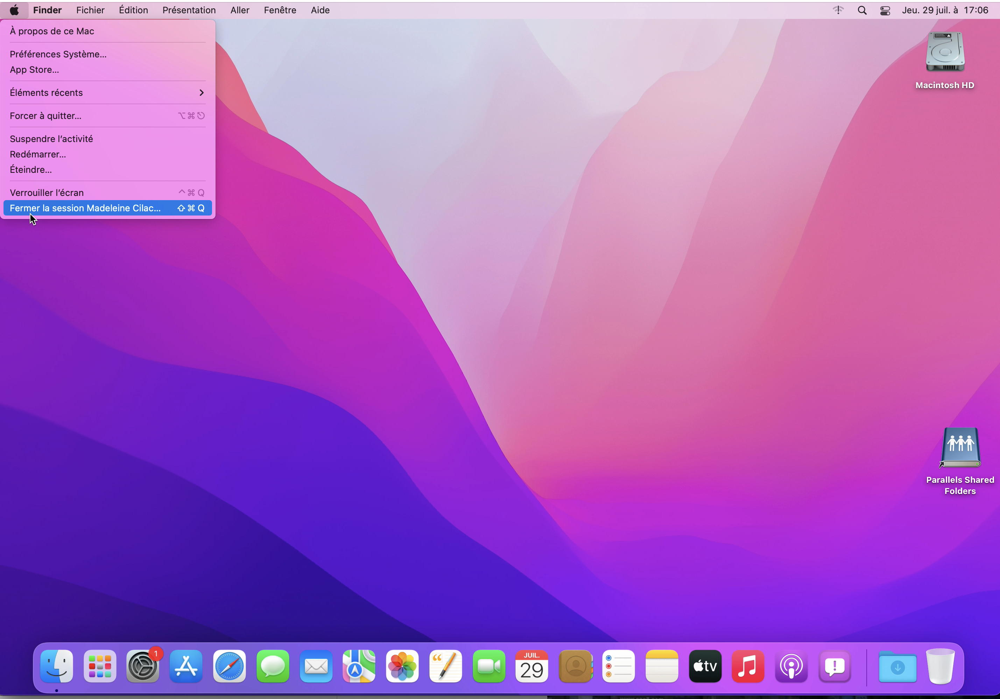 Finder Fichier Édition Présentation Aller Fenêtre Aide Jeu. 29 juil. à 17:06
À propos de ce Mac
Préférences Système...
App Store...
Éléments récents
Forcer à quitter... ⌥⌘⎋
Suspendre l’activité
Redémarrer...
Éteindre...
Verrouiller l’écran ^⌘Q
Fermer la session Madeleine Cilac... ⇧⌘Q
Macintosh HD
Parallels Shared
Folders
1
JUIL.
29
tv